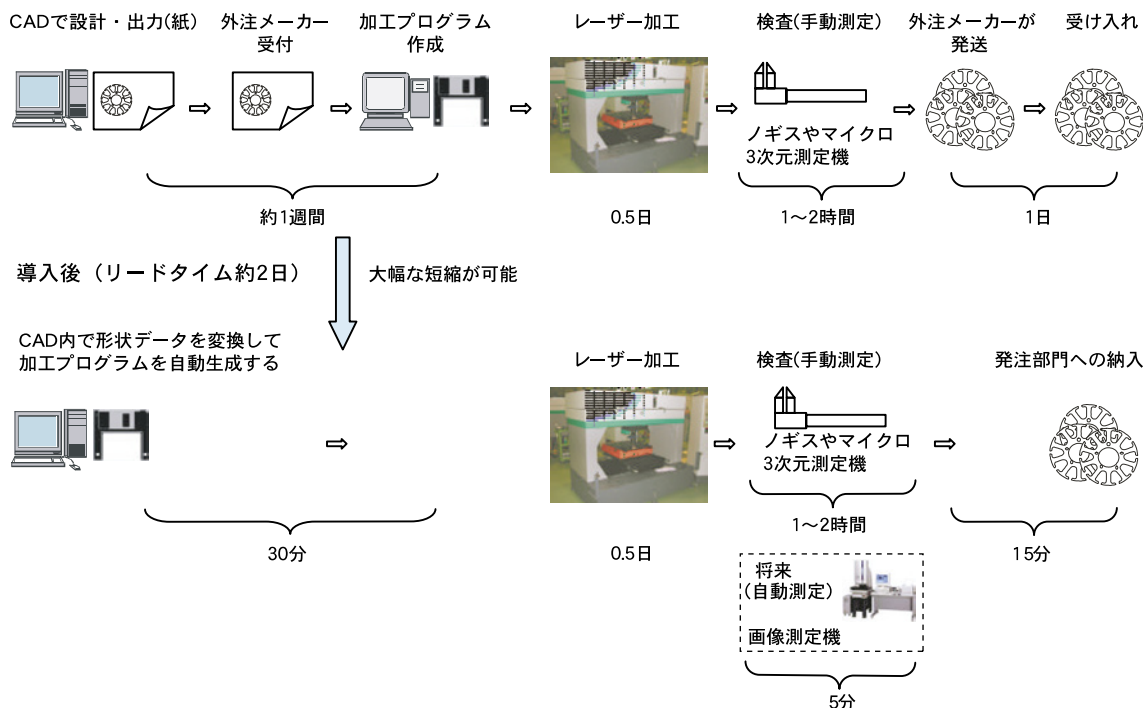 CADで設計・出力(紙)
外注メーカー
受付
加工プログラム
作成
レーザー加工
検査(手動測定)
外注メーカーが
発送
受け入れ
ノギスやマイクロ
3次元測定機
約1週間
0.5日
1～2時間
1日
導入後（リードタイム約2日）
大幅な短縮が可能
CAD内で形状データを変換して
加工プログラムを自動生成する
レーザー加工
検査(手動測定)
発注部門への納入
ノギスやマイクロ
3次元測定機
30分
0.5日
1～2時間
15分
将来
(自動測定)
画像測定機
5分